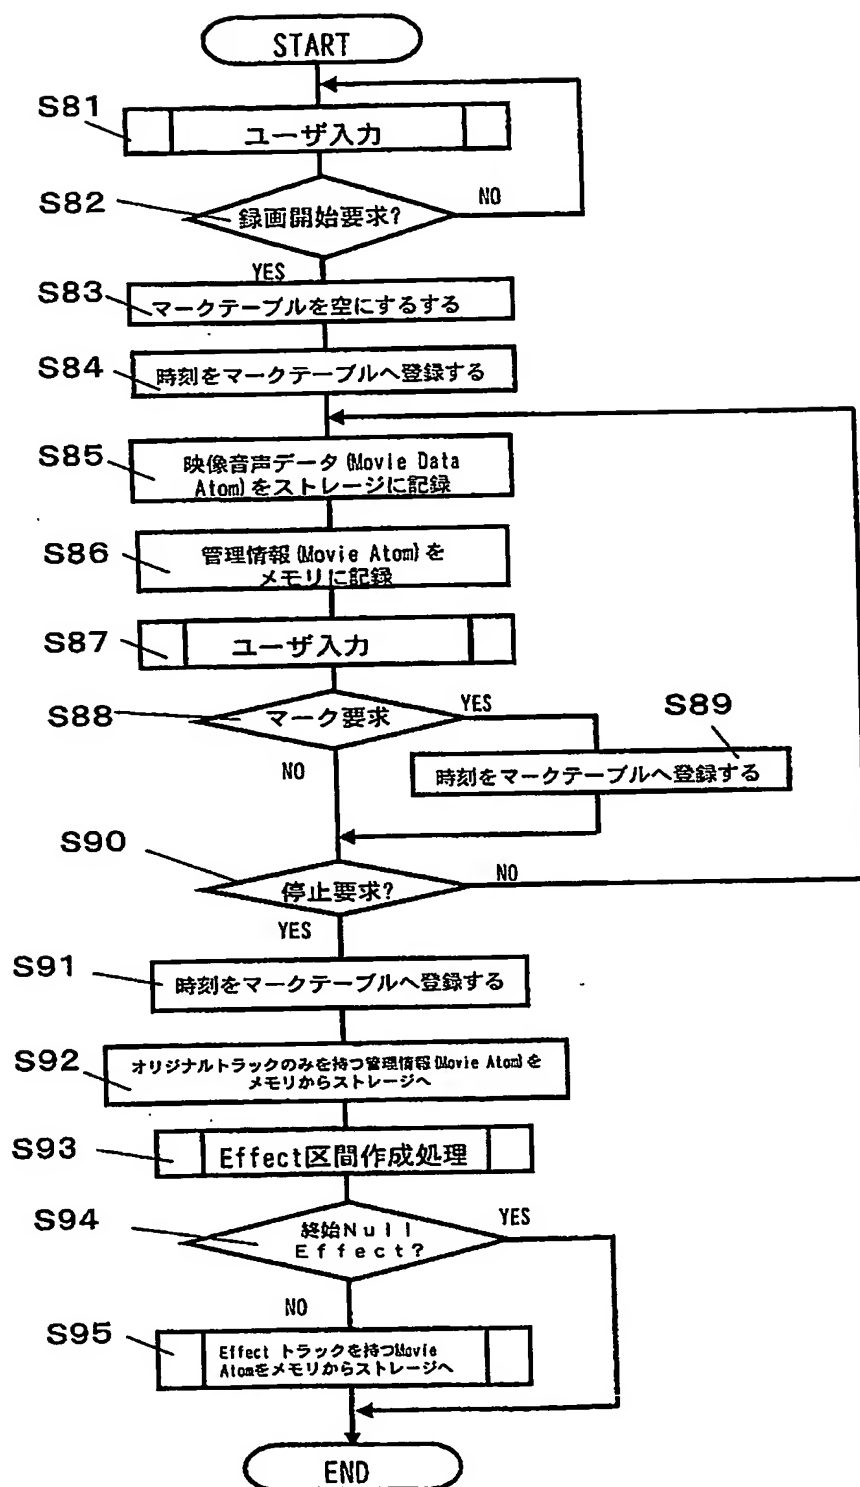 START
S81
ユーザ入力
S82
録画開始要求?
NO
YES
S83
マークテーブルを空にするする
S84
時刻をマークテーブルへ登録する
S85
映像音声データ(Movie Data
Atom)をストレージに記録
S86
管理情報(Movie Atom)を
メモリに記録
S87
ユーザ入力
S88
マーク要求
YES
S89
NO
時刻をマークテーブルへ登録する
S90
停止要求?
NO
YES
S91
時刻をマークテーブルへ登録する
S92
オリジナルトラックのみを持つ管理情報(Movie Atom)を
メモリからストレージへ
S93
Effect区間作成処理
S94
終始Null
Effect?
YES
NO
S95
Effect トラックを持つMovie
Atomをメモリからストレージへ
END